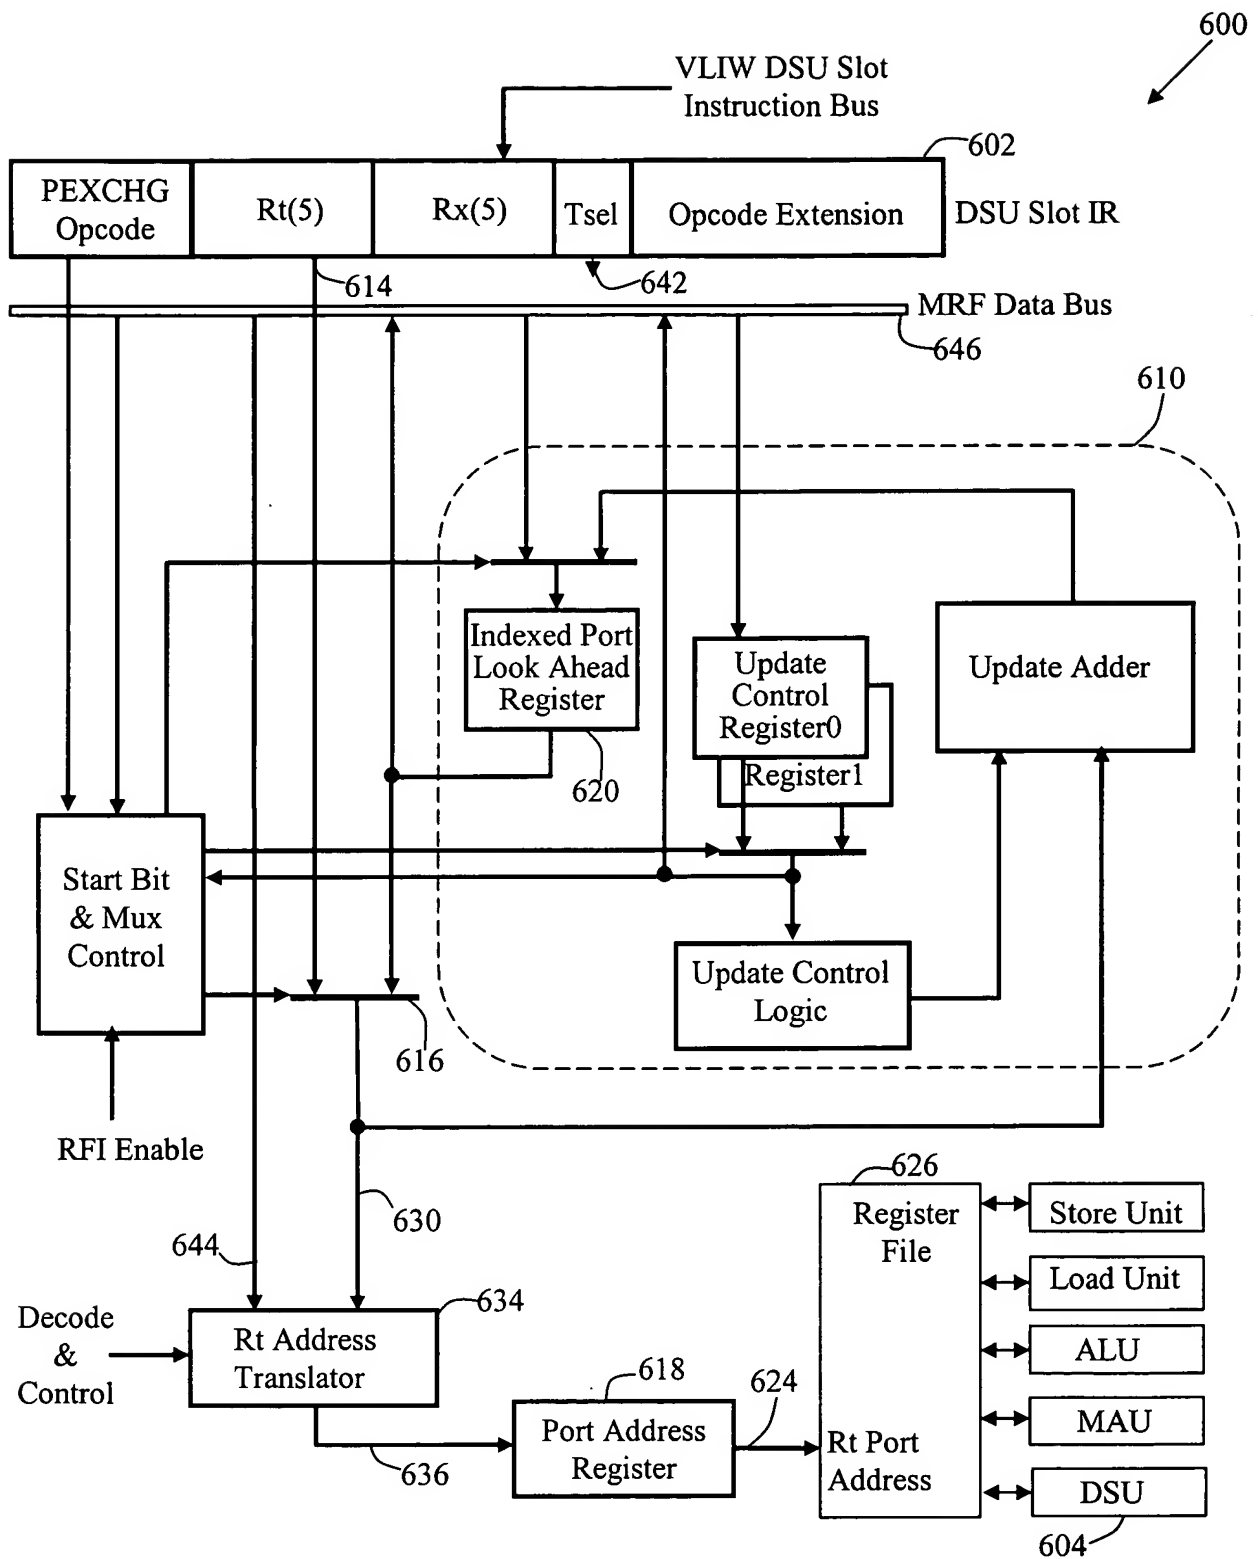 600
VLIW DSU Slot
Instruction Bus
602
PEXCHG
Opcode
Rt(5)
Rx(5)
Tsel
Opcode Extension
DSU Slot IR
614
642
MRF Data Bus
646
610
Indexed Port
Look Ahead
Register
620
Update
Control
Register0
Register1
Update Adder
Start Bit
& Mux
Control
Update Control
Logic
616
RFI Enable
630
644
626
Register
File
Store Unit
Load Unit
ALU
MAU
DSU
604
Decode
&
Control
Rt Address
Translator
634
636
618
Port Address
Register
624
Rt Port
Address